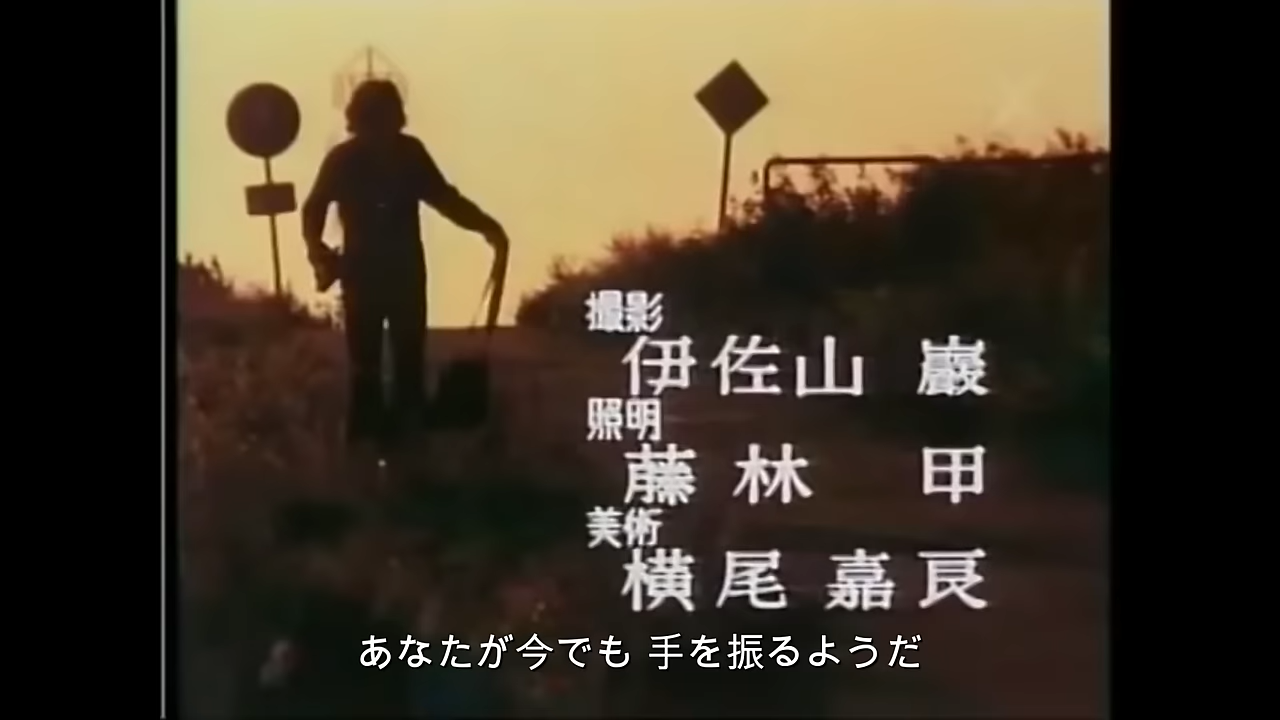 撮影
伊佐山 巌
照明
藤林 甲
美術
横尾嘉良
あなたが今でも 手を振るようだ